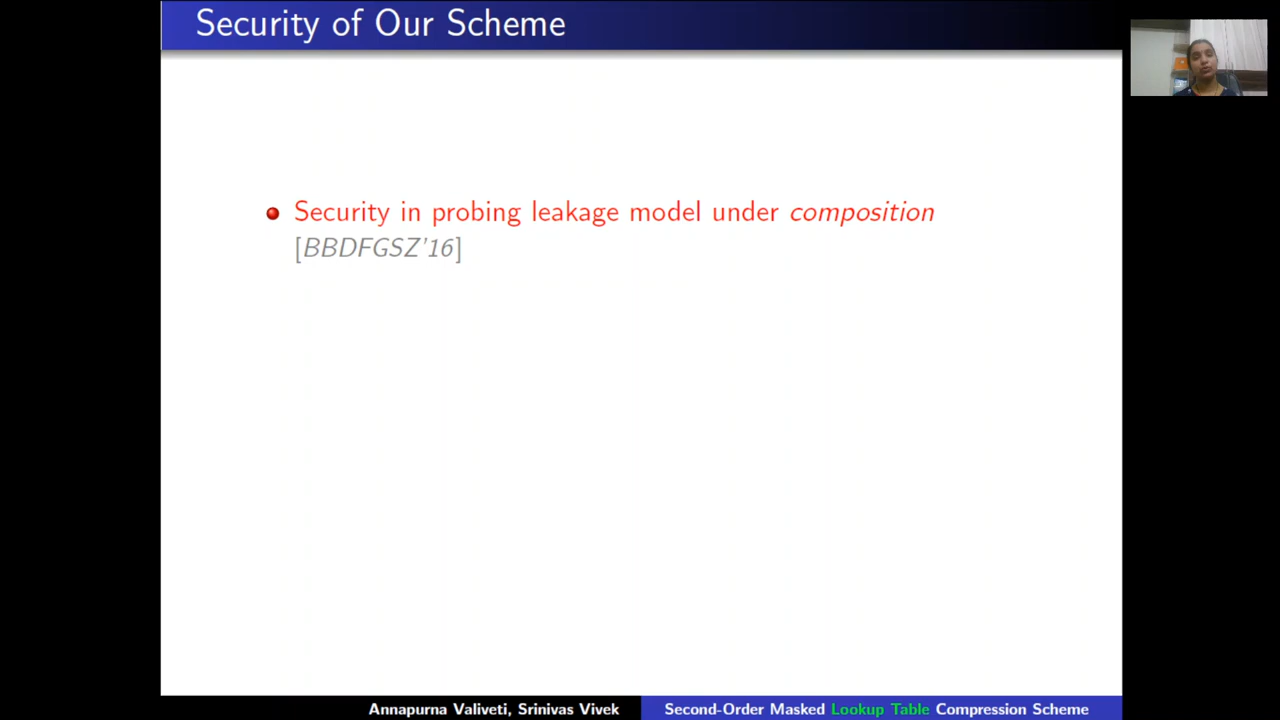 Security of Our Scheme
Security in probing leakage model under composition
[BBDFGSZ'16]
Annapurna Valiveti, Srinivas Vivek
Second-Order Masked Lookup Table Compression Scheme